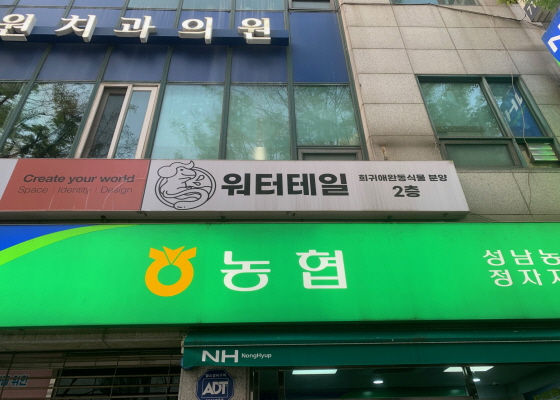 원치과의원
Create your world
Space · Identity · Design
워터테일
희귀애완동식물 분양
2층
농협
성남농
정자지
NH NongHyup
ADT